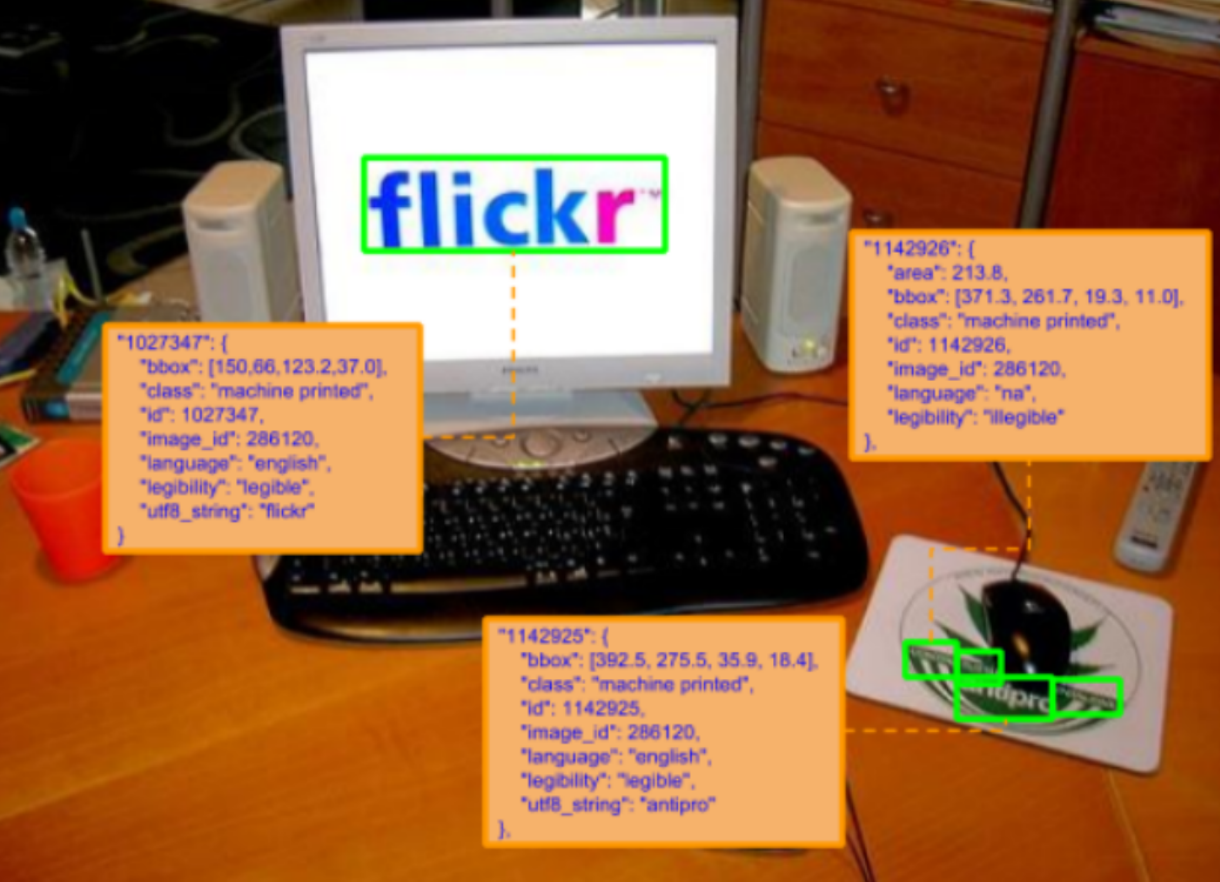 flickr™
"1142926": {
"area": 213.8,
"bbox": [371.3, 261.7, 19.3, 11.0],
"class": "machine printed",
"id": 1142926,
"image_id": 286120,
"language": "na",
"legibility": "illegible"
},
"1027347": {
"bbox": [150,66,123.2,37.0],
"class": "machine printed",
"id": 1027347,
"image_id": 286120,
"language": "english",
"legibility": "legible",
"utf8_string": "flickr"
}
"1142925": {
"bbox": [392.5, 275.5, 35.9, 18.4],
"class": "machine printed",
"id": 1142925,
"image_id": 286120,
"language": "english",
"legibility": "legible",
"utf8_string": "antipro"
},
antipro